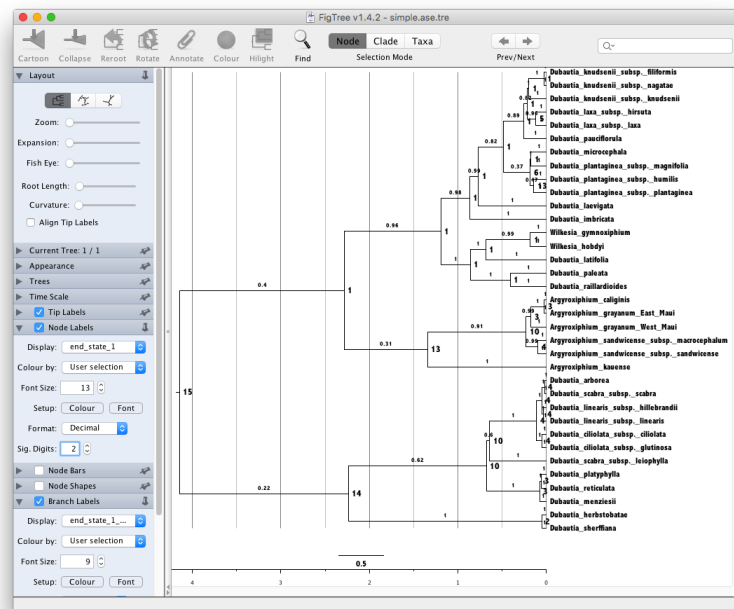 FigTree v1.4.2 - simple.ase.tre
Cartoon Collapse Reroot Rotate Annotate Colour Hilight Find
Node Clade Taxa
Selection Mode
Prev/Next
Layout
Zoom:
Expansion:
Fish Eye:
Root Length:
Curvature:
Align Tip Labels
Current Tree: 1 / 1
Appearance
Trees
Time Scale
Tip Labels
Node Labels
Display: end_state_1
Colour by: User selection
Font Size: 13
Setup: Colour Font
Format: Decimal
Sig. Digits: 2
Node Bars
Node Shapes
Branch Labels
Display: end_state_1_...
Colour by: User selection
Font Size: 9
Setup: Colour Font
Dubautia_knudsenii_subsp._filiformis
Dubautia_knudsenii_subsp._nagatae
Dubautia_knudsenii_subsp._knudsenii
Dubautia_laxa_subsp._hirsuta
Dubautia_laxa_subsp._laxa
Dubautia_pauciflorula
Dubautia_microcephala
Dubautia_plantaginea_subsp._magnifolia
Dubautia_plantaginea_subsp._humilis
Dubautia_plantaginea_subsp._plantaginea
Dubautia_laevigata
Dubautia_imbricata
Wilkesia_gymnoxiphium
Wilkesia_hobdyi
Dubautia_latifolia
Dubautia_paleata
Dubautia_raillardioides
Argyroxiphium_caliginis
Argyroxiphium_grayanum_East_Maui
Argyroxiphium_grayanum_West_Maui
Argyroxiphium_sandwicense_subsp._macrocephalum
Argyroxiphium_sandwicense_subsp._sandwicense
Argyroxiphium_kauense
Dubautia_arborea
Dubautia_scabra_subsp._scabra
Dubautia_linearis_subsp._hillebrandii
Dubautia_linearis_subsp._linearis
Dubautia_ciliolata_subsp._ciliolata
Dubautia_ciliolata_subsp._glutinosa
Dubautia_scabra_subsp._leiophylla
Dubautia_platyphylla
Dubautia_reticulata
Dubautia_menziesii
Dubautia_herbstobatae
Dubautia_sherffiana
0.89
0.82
0.37
0.98
0.96
0.99
0.4
0.91
0.31
13
10
15
0.62
10
10
0.22
14
0.5
4 3 2 1 0